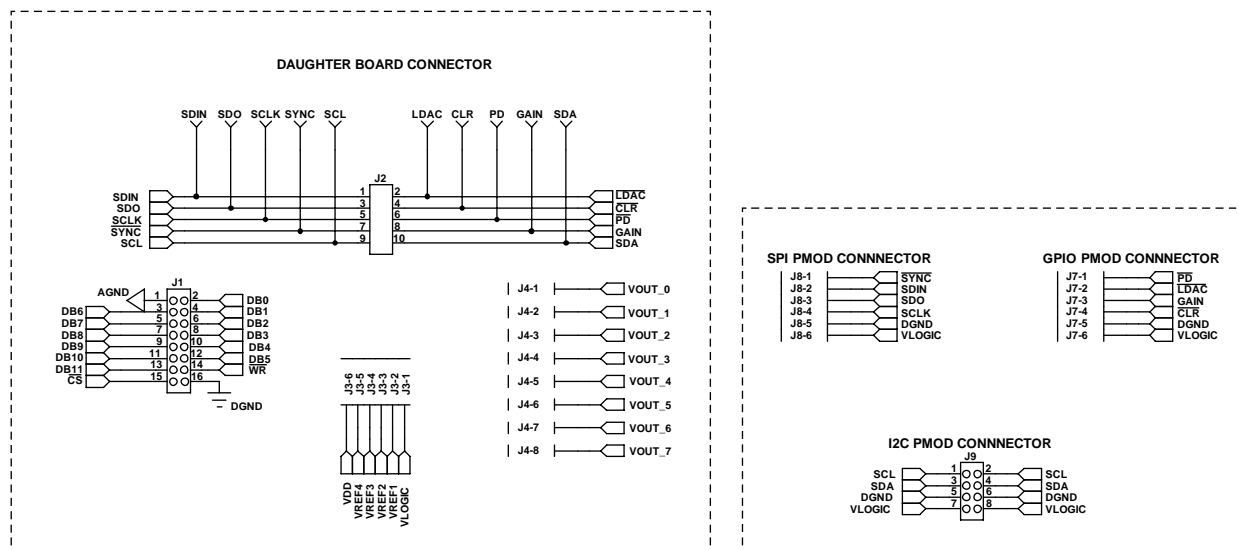 DAUGHTER BOARD CONNECTOR
SDIN SDO SCLK SYNC SCL LDAC CLR PD GAIN SDA
J2
SDIN 1 2 LDAC
SDO 3 4 CLR
SCLK 5 6 PD
SYNC 7 8 GAIN
SCL 9 10 SDA
J1
AGND 1 2 DB0
DB6 3 4 DB1
DB7 5 6 DB2
DB8 7 8 DB3
DB9 9 10 DB4
DB10 11 12 DB5
DB11 13 14 WR
CS 15 16
DGND
J3-6 J3-5 J3-4 J3-3 J3-2 J3-1
VDD VREF4 VREF3 VREF2 VREF1 VLOGIC
J4-1 VOUT_0
J4-2 VOUT_1
J4-3 VOUT_2
J4-4 VOUT_3
J4-5 VOUT_4
J4-6 VOUT_5
J4-7 VOUT_6
J4-8 VOUT_7
SPI PMOD CONNNECTOR
J8-1 SYNC
J8-2 SDIN
J8-3 SDO
J8-4 SCLK
J8-5 DGND
J8-6 VLOGIC
GPIO PMOD CONNNECTOR
J7-1 PD
J7-2 LDAC
J7-3 GAIN
J7-4 CLR
J7-5 DGND
J7-6 VLOGIC
I2C PMOD CONNNECTOR
J9
SCL 1 2 SCL
SDA 3 4 SDA
DGND 5 6 DGND
VLOGIC 7 8 VLOGIC